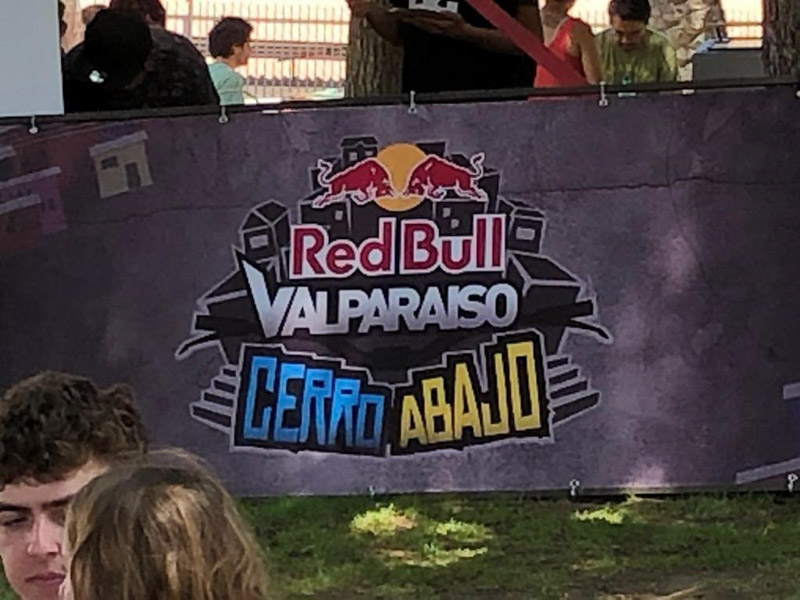 Red Bull
VALPARAISO
CERRO ABAJO